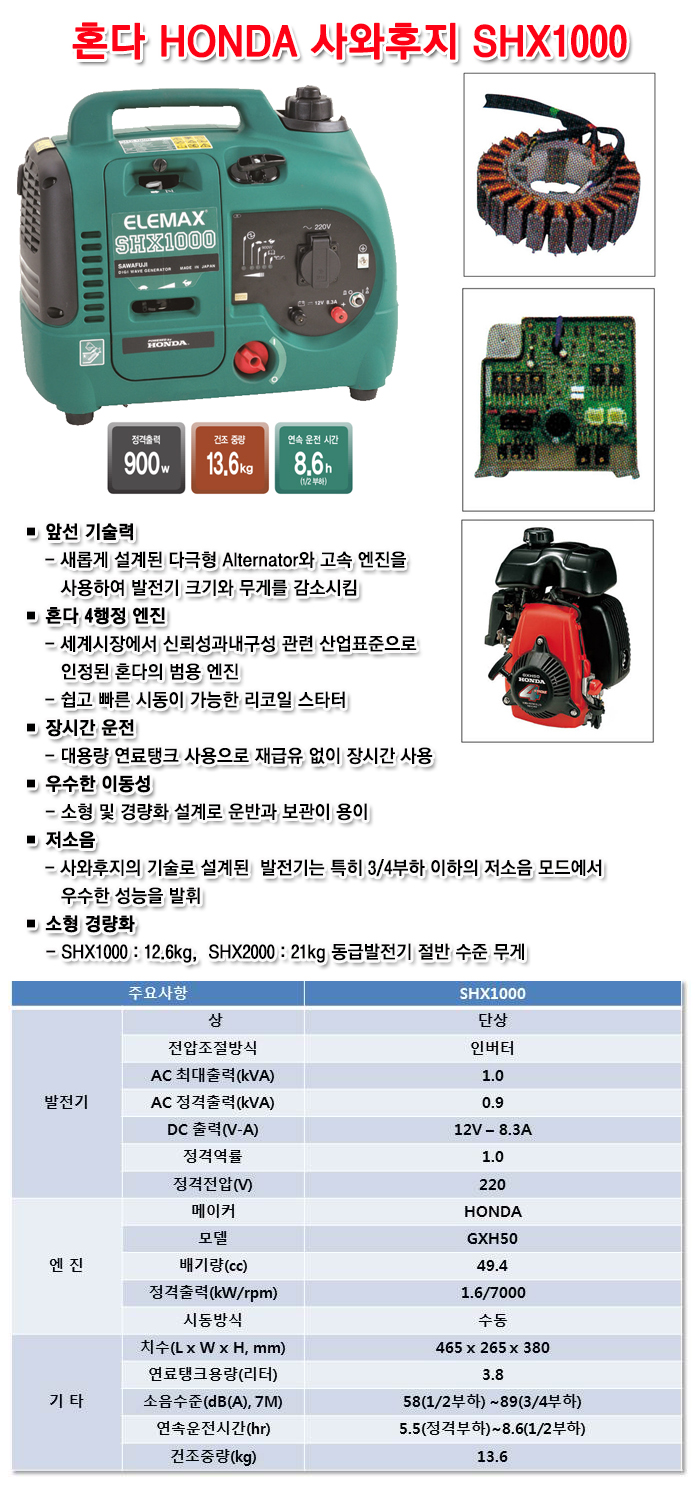 혼다 HONDA 사와후지 SHX1000
ELEMAX
SHX1000
SAWAFUJI
DIGI WAVE GENERATOR MADE IN JAPAN
POWERED BY
HONDA
220V
12V 8.3A
정격출력
900w
건조 중량
13.6kg
연속 운전 시간
8.6h
(1/2 부하)
GXH50
HONDA
4
■ 앞선 기술력
- 새롭게 설계된 다극형 Alternator와 고속 엔진을
사용하여 발전기 크기와 무게를 감소시킴
■ 혼다 4행정 엔진
- 세계시장에서 신뢰성과내구성 관련 산업표준으로
인정된 혼다의 범용 엔진
- 쉽고 빠른 시동이 가능한 리코일 스타터
■ 장시간 운전
- 대용량 연료탱크 사용으로 재급유 없이 장시간 사용
■ 우수한 이동성
- 소형 및 경량화 설계로 운반과 보관이 용이
■ 저소음
- 사와후지의 기술로 설계된 발전기는 특히 3/4부하 이하의 저소음 모드에서
우수한 성능을 발휘
■ 소형 경량화
- SHX1000 : 12.6kg, SHX2000 : 21kg 동급발전기 절반 수준 무게
주요사항 SHX1000
발전기
상 단상
전압조절방식 인버터
AC 최대출력(kVA) 1.0
AC 정격출력(kVA) 0.9
DC 출력(V-A) 12V – 8.3A
정격역률 1.0
정격전압(V) 220
엔 진
메이커 HONDA
모델 GXH50
배기량(cc) 49.4
정격출력(kW/rpm) 1.6/7000
시동방식 수동
기 타
치수(L x W x H, mm) 465 x 265 x 380
연료탱크용량(리터) 3.8
소음수준(dB(A), 7M) 58(1/2부하) ~89(3/4부하)
연속운전시간(hr) 5.5(정격부하)~8.6(1/2부하)
건조중량(kg) 13.6